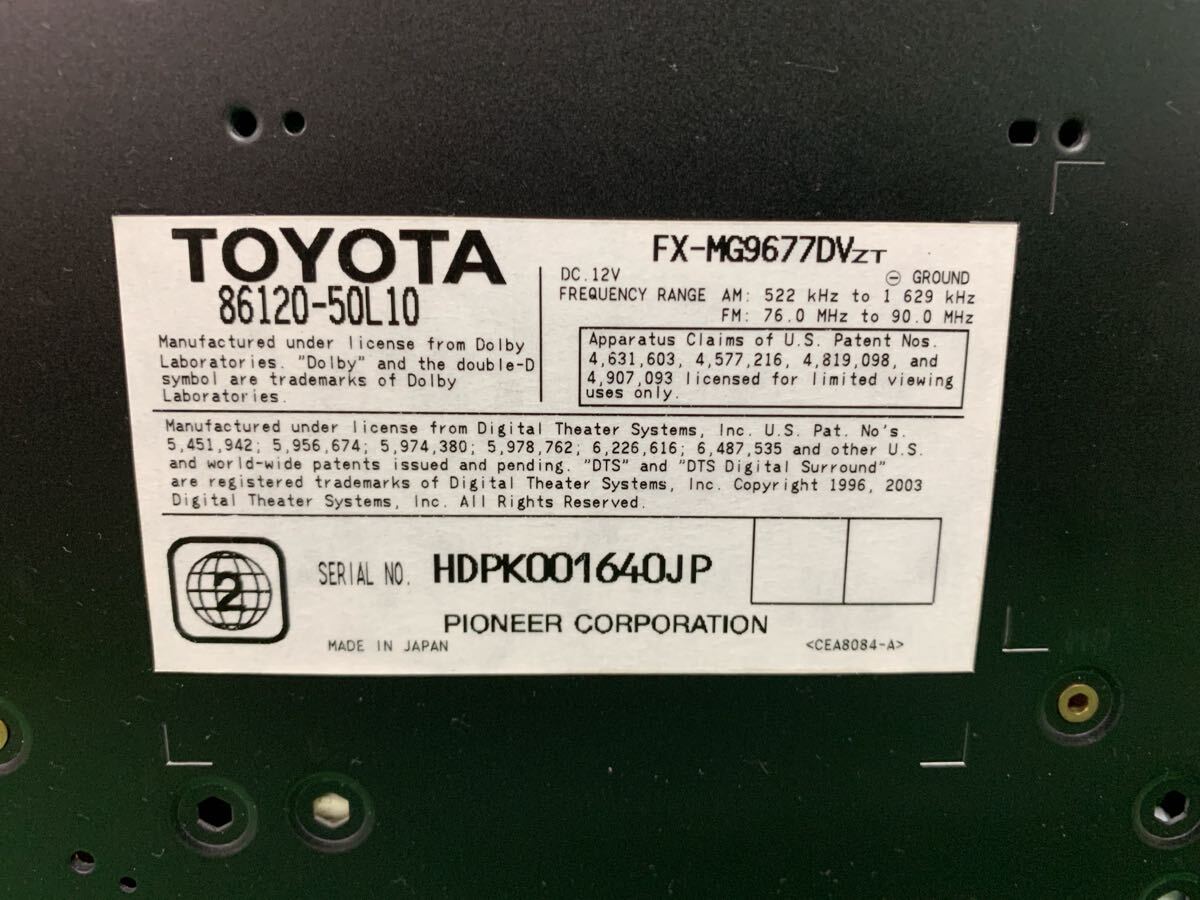 TOYOTA
86120-50L10
Manufactured under license from Dolby
Laboratories. "Dolby" and the double-D
symbol are trademarks of Dolby
Laboratories.
FX-MG9677DVZT
DC.12V ⊖ GROUND
FREQUENCY RANGE AM: 522 kHz to 1 629 kHz
FM: 76.0 MHz to 90.0 MHz
Apparatus Claims of U.S. Patent Nos.
4,631,603, 4,577,216, 4,819,098, and
4,907,093 licensed for limited viewing
uses only.
Manufactured under license from Digital Theater Systems, Inc. U.S. Pat. No's.
5,451,942; 5,956,674; 5,974,380; 5,978,762; 6,226,616; 6,487,535 and other U.S.
and world-wide patents issued and pending. "DTS" and "DTS Digital Surround"
are registered trademarks of Digital Theater Systems, Inc. Copyright 1996, 2003
Digital Theater Systems, Inc. All Rights Reserved.
2
SERIAL NO. HDPK001640JP
PIONEER CORPORATION
MADE IN JAPAN <CEA8084-A>